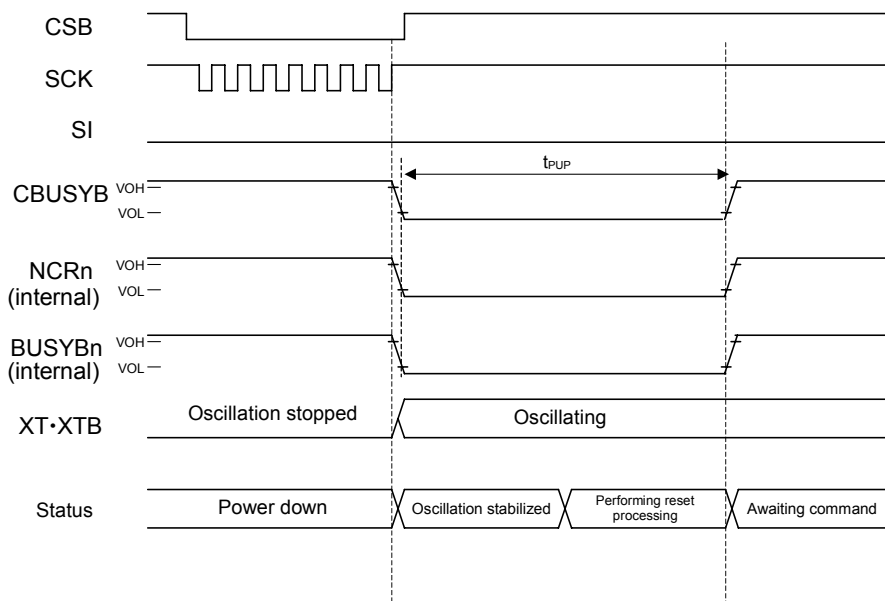 CSB
SCK
SI
tPUP
CBUSYB
VOH
VOL
NCRn
(internal)
VOH
VOL
BUSYBn
(internal)
VOH
VOL
XT・XTB
Oscillation stopped
Oscillating
Status
Power down
Oscillation stabilized
Performing reset
processing
Awaiting command